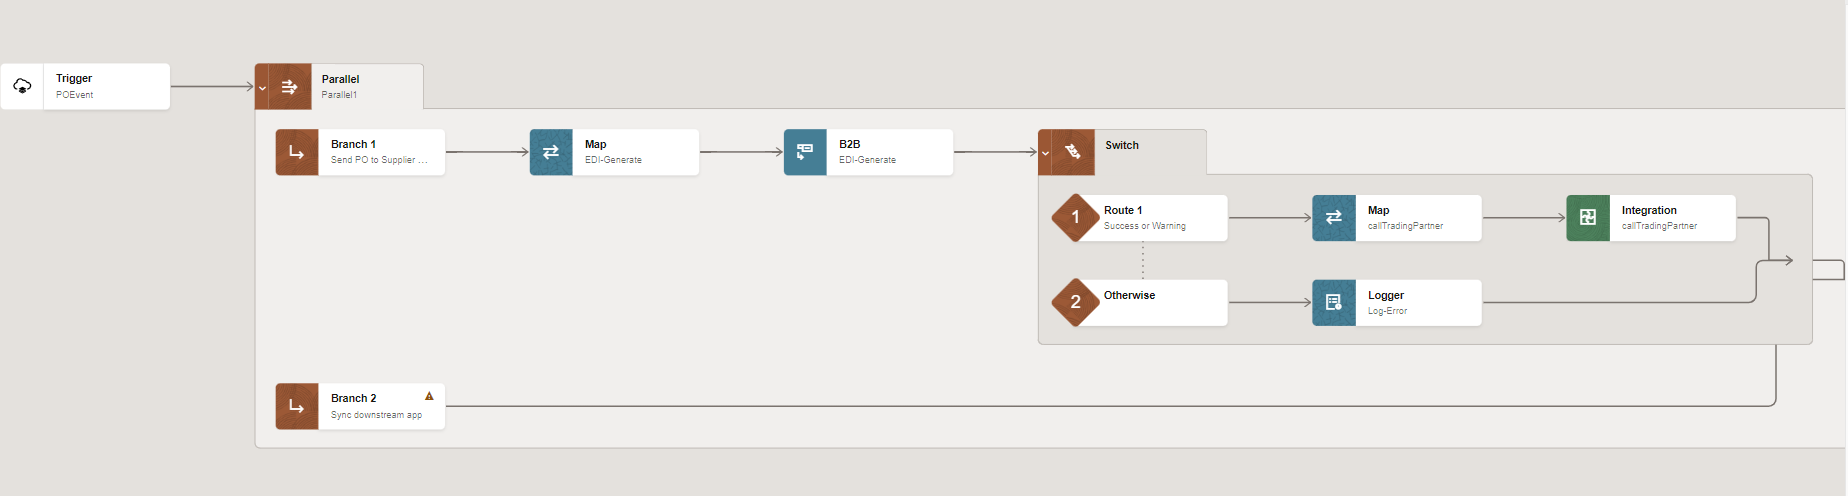 Trigger
POEvent
Parallel
Parallel1
Branch 1
Send PO to Supplier ...
Map
EDI-Generate
B2B
EDI-Generate
Switch
1
Route 1
Success or Warning
Map
callTradingPartner
Integration
callTradingPartner
2
Otherwise
Logger
Log-Error
Branch 2
Sync downstream app